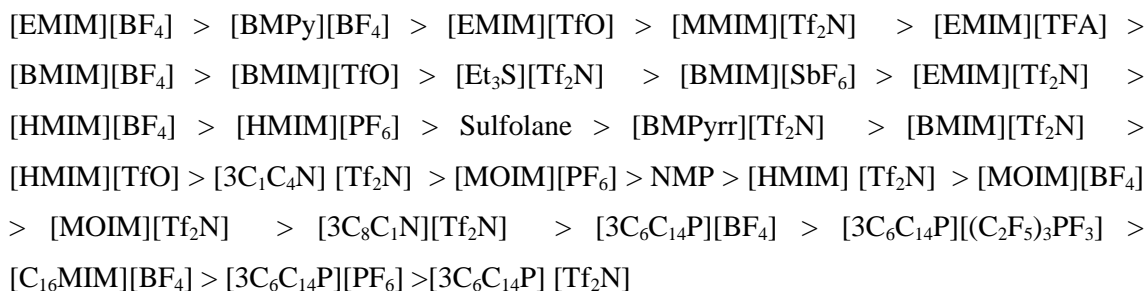 [EMIM][BF₄] > [BMPy][BF₄] > [EMIM][TfO] > [MMIM][Tf₂N] > [EMIM][TFA] >
[BMIM][BF₄] > [BMIM][TfO] > [Et₃S][Tf₂N] > [BMIM][SbF₆] > [EMIM][Tf₂N] >
[HMIM][BF₄] > [HMIM][PF₆] > Sulfolane > [BMPyrr][Tf₂N] > [BMIM][Tf₂N] >
[HMIM][TfO] > [3C₁C₄N] [Tf₂N] > [MOIM][PF₆] > NMP > [HMIM] [Tf₂N] > [MOIM][BF₄]
> [MOIM][Tf₂N] > [3C₈C₁N][Tf₂N] > [3C₆C₁₄P][BF₄] > [3C₆C₁₄P][(C₂F₅)₃PF₃] >
[C₁₆MIM][BF₄] > [3C₆C₁₄P][PF₆] >[3C₆C₁₄P] [Tf₂N]